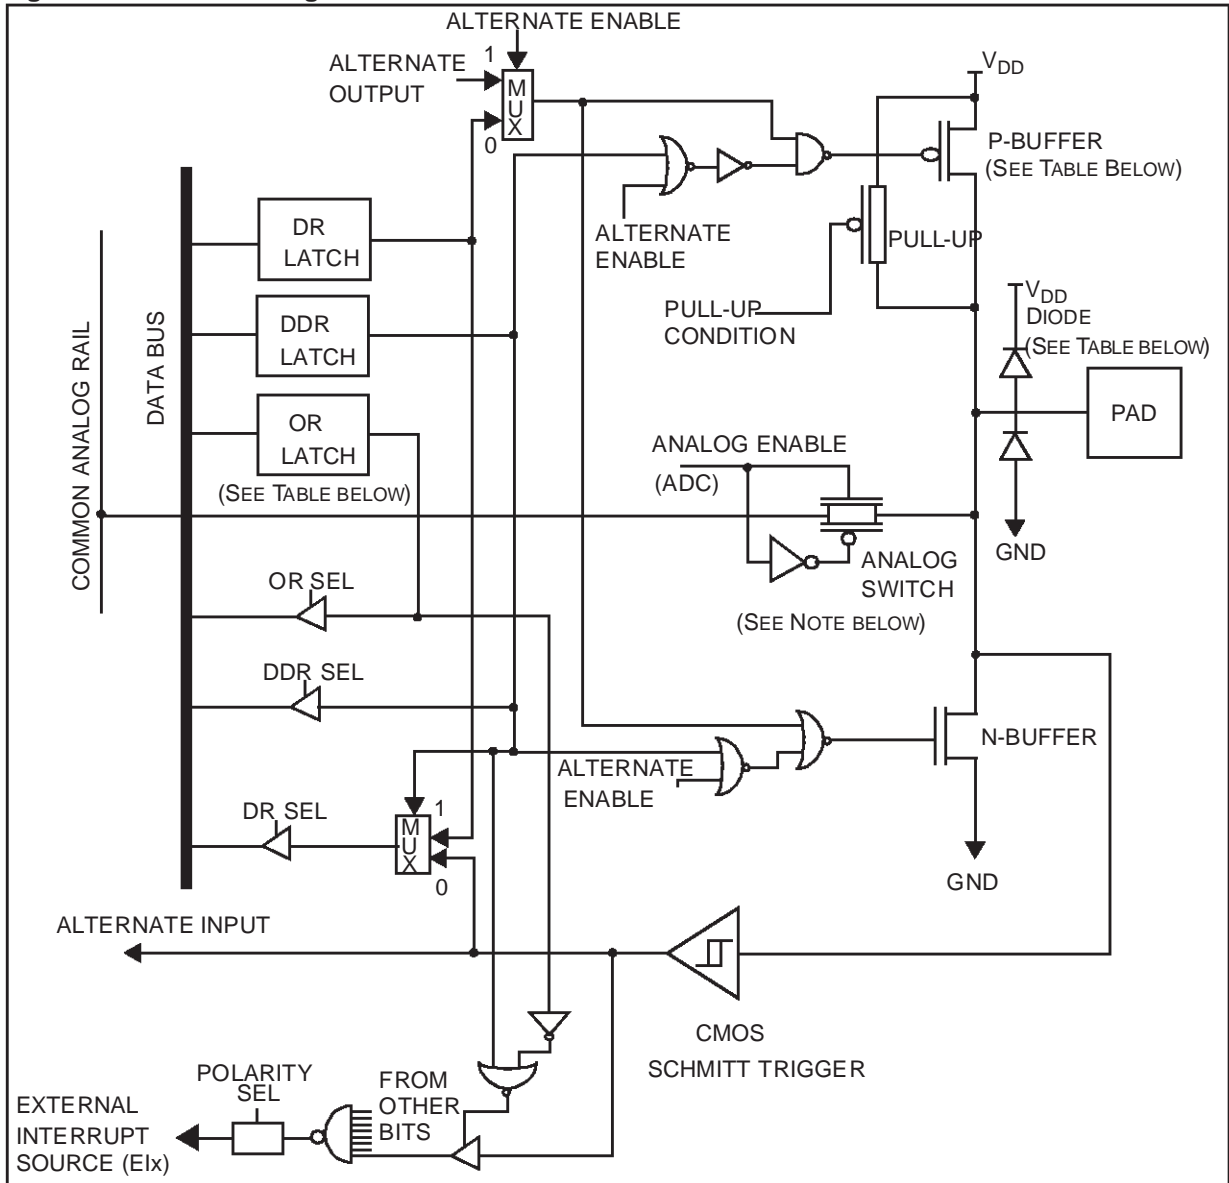 ALTERNATE ENABLE
ALTERNATE
OUTPUT
1
MUX
0
VDD
P-BUFFER
(SEE TABLE BELOW)
ALTERNATE
ENABLE
PULL-UP
PULL-UP
CONDITION
DR
LATCH
DDR
LATCH
OR
LATCH
(SEE TABLE BELOW)
COMMON ANALOG RAIL
DATA BUS
VDD
DIODE
(SEE TABLE BELOW)
PAD
GND
ANALOG ENABLE
(ADC)
ANALOG
SWITCH
(SEE NOTE BELOW)
OR SEL
DDR SEL
DR SEL
ALTERNATE
ENABLE
N-BUFFER
GND
1
MUX
0
ALTERNATE INPUT
CMOS
SCHMITT TRIGGER
POLARITY
SEL
FROM
OTHER
BITS
EXTERNAL
INTERRUPT
SOURCE (EIx)